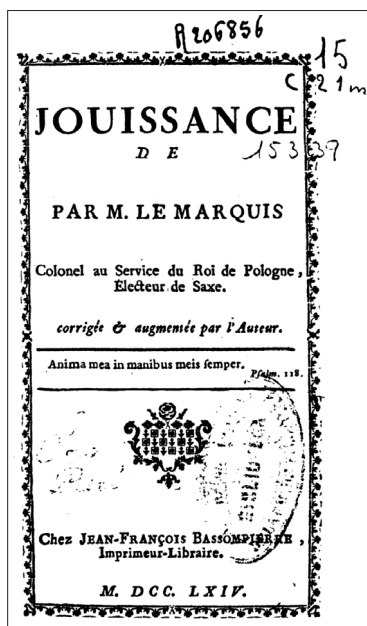 R206856
15
C 21m
JOUISSANCE
DE
15337
PAR M. LE MARQUIS
Colonel au Service du Roi de Pologne,
Électeur de Saxe.
corrigée & augmentée par l'Auteur.
Anima mea in manibus meis semper.
Psalm. 118.
Chez JEAN-FRANÇOIS BASSOMPIERRE,
Imprimeur-Libraire.
M. DCC. LXIV.